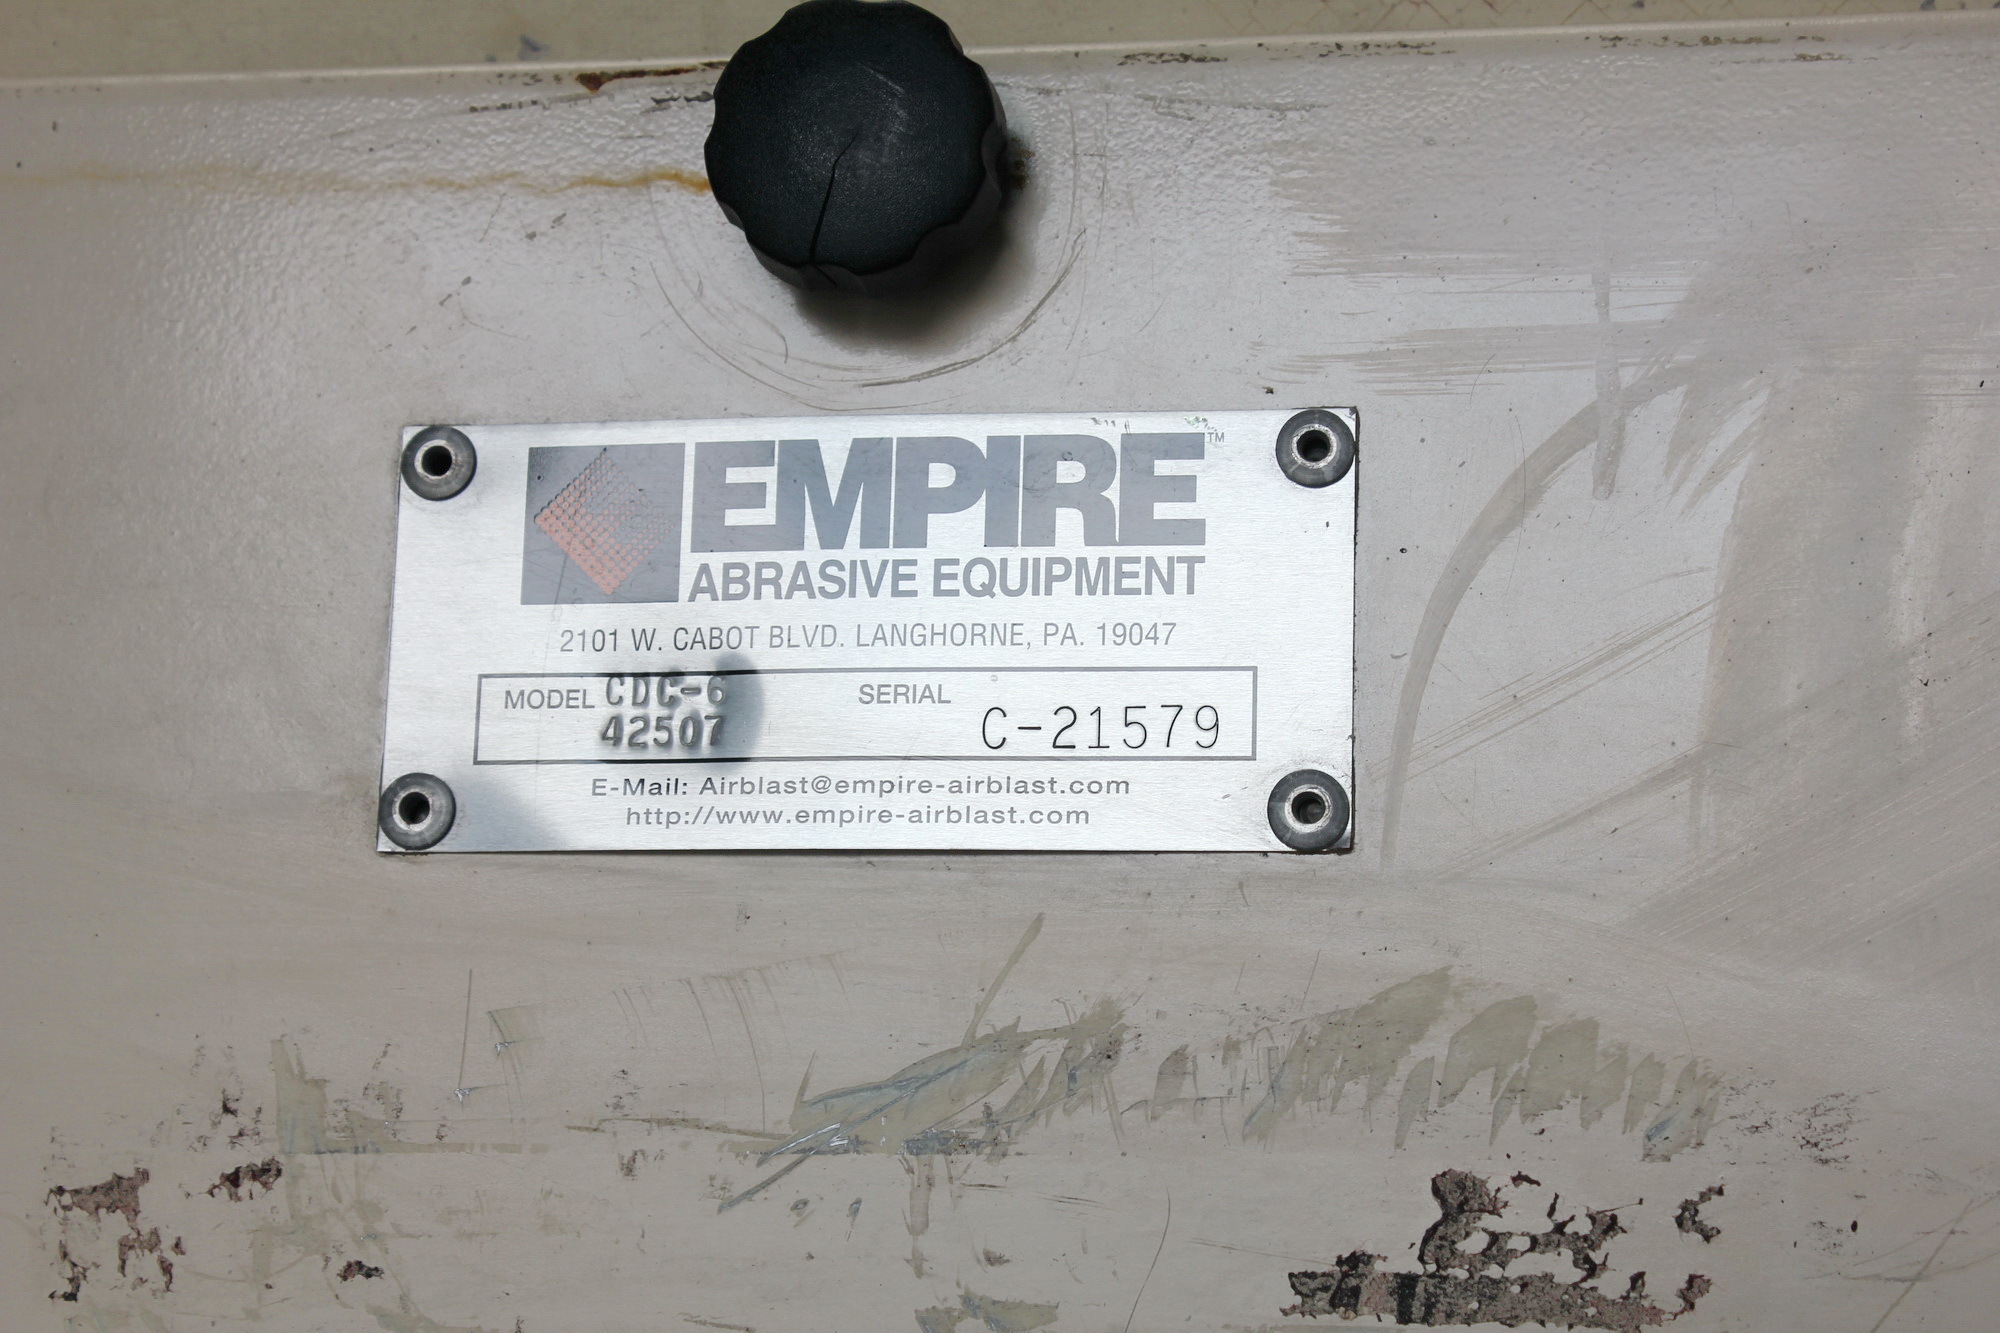 EMPIRE™
ABRASIVE EQUIPMENT
2101 W. CABOT BLVD. LANGHORNE, PA. 19047
MODEL CDC-6 SERIAL
42507 C-21579
E-Mail: Airblast@empire-airblast.com
http://www.empire-airblast.com